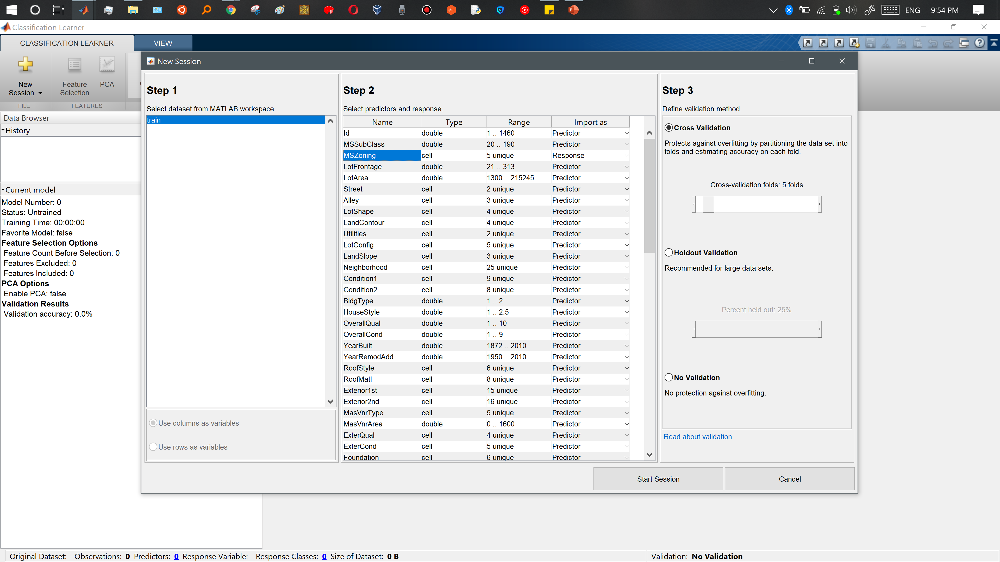 ENG 9:54 PM
Classification Learner
CLASSIFICATION LEARNER VIEW
New Session
New Session
Feature Selection
PCA
FILE FEATURES
Data Browser
History
Current model
Model Number: 0
Status: Untrained
Training Time: 00:00:00
Favorite Model: false
Feature Selection Options
Feature Count Before Selection: 0
Features Excluded: 0
Features Included: 0
PCA Options
Enable PCA: false
Validation Results
Validation accuracy: 0.0%
Step 1
Select dataset from MATLAB workspace.
train
Use columns as variables
Use rows as variables
Step 2
Select predictors and response.
Name Type Range Import as
Id double 1 .. 1460 Predictor
MSSubClass double 20 .. 190 Predictor
MSZoning cell 5 unique Response
LotFrontage double 21 .. 313 Predictor
LotArea double 1300 .. 215245 Predictor
Street cell 2 unique Predictor
Alley cell 3 unique Predictor
LotShape cell 4 unique Predictor
LandContour cell 4 unique Predictor
Utilities cell 2 unique Predictor
LotConfig cell 5 unique Predictor
LandSlope cell 3 unique Predictor
Neighborhood cell 25 unique Predictor
Condition1 cell 9 unique Predictor
Condition2 cell 8 unique Predictor
BldgType double 1 .. 2 Predictor
HouseStyle double 1 .. 2.5 Predictor
OverallQual double 1 .. 10 Predictor
OverallCond double 1 .. 9 Predictor
YearBuilt double 1872 .. 2010 Predictor
YearRemodAdd double 1950 .. 2010 Predictor
RoofStyle cell 6 unique Predictor
RoofMatl cell 8 unique Predictor
Exterior1st cell 15 unique Predictor
Exterior2nd cell 16 unique Predictor
MasVnrType cell 5 unique Predictor
MasVnrArea double 0 .. 1600 Predictor
ExterQual cell 4 unique Predictor
ExterCond cell 5 unique Predictor
Foundation cell 6 unique Predictor
Step 3
Define validation method.
Cross Validation
Protects against overfitting by partitioning the data set into
folds and estimating accuracy on each fold.
Cross-validation folds: 5 folds
Holdout Validation
Recommended for large data sets.
Percent held out: 25%
No Validation
No protection against overfitting.
Read about validation
Start Session Cancel
Original Dataset: Observations: 0 Predictors: 0 Response Variable: Response Classes: 0 Size of Dataset: 0 B
Validation: No Validation